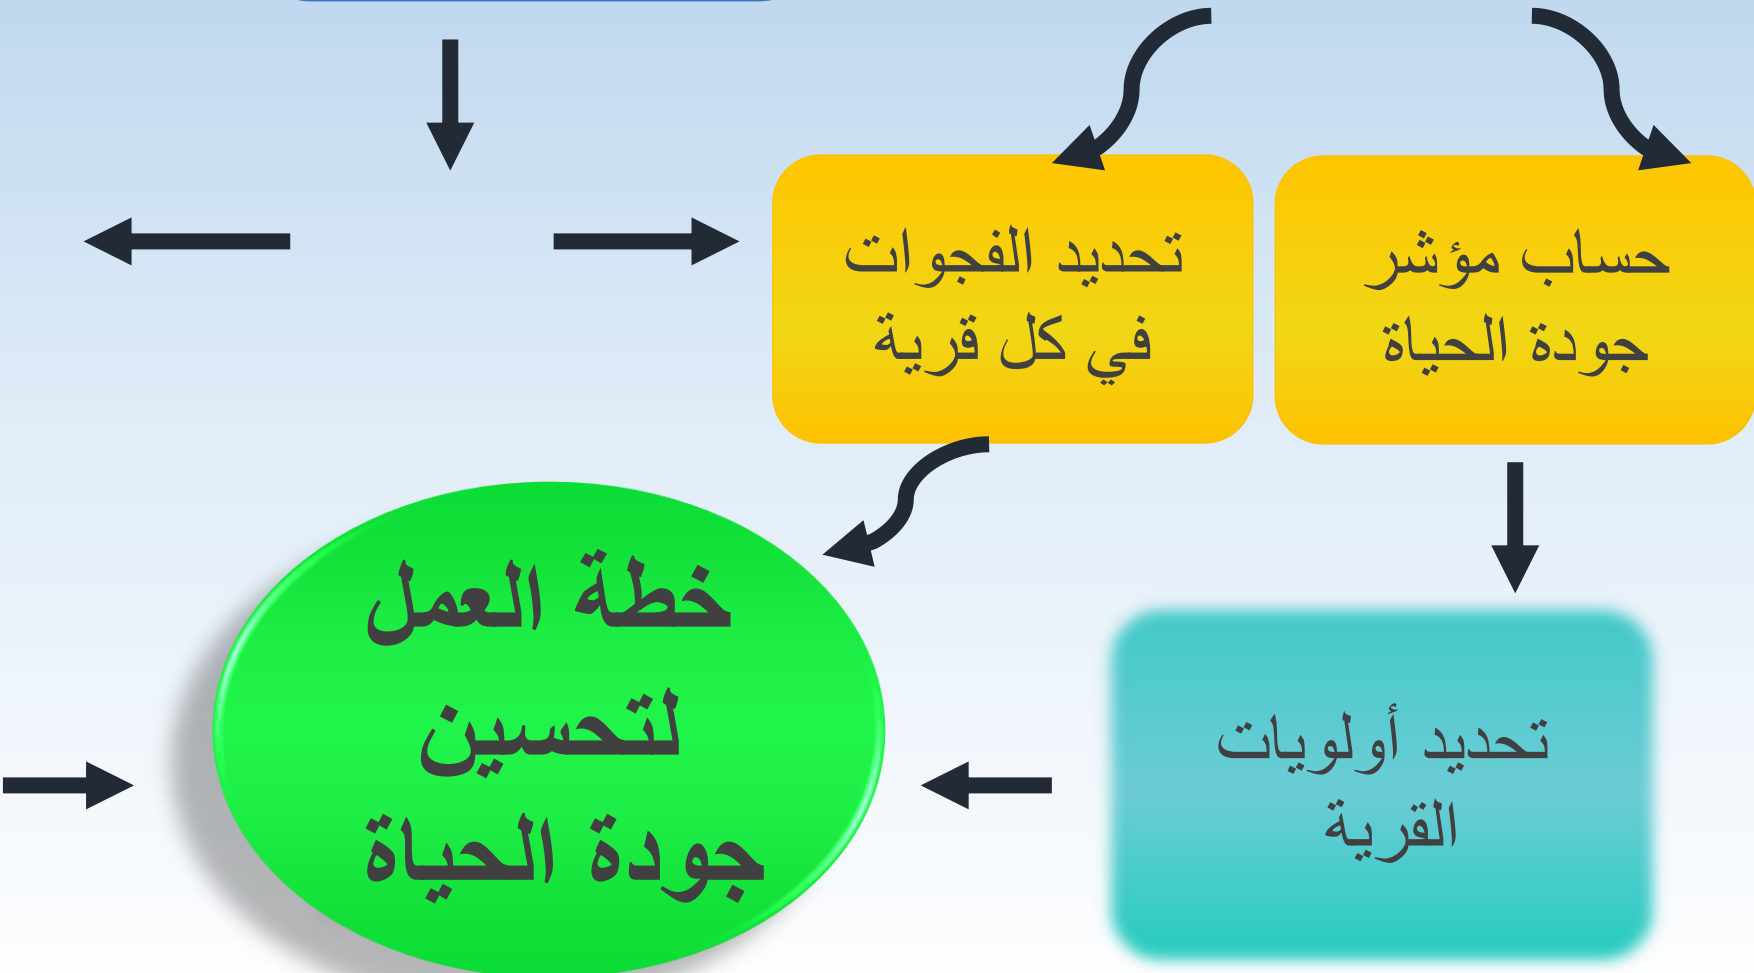 حساب مؤشر
جودة الحياة
تحديد الفجوات
في كل قرية
خطة العمل
لتحسين
جودة الحياة
تحديد أولويات
القرية